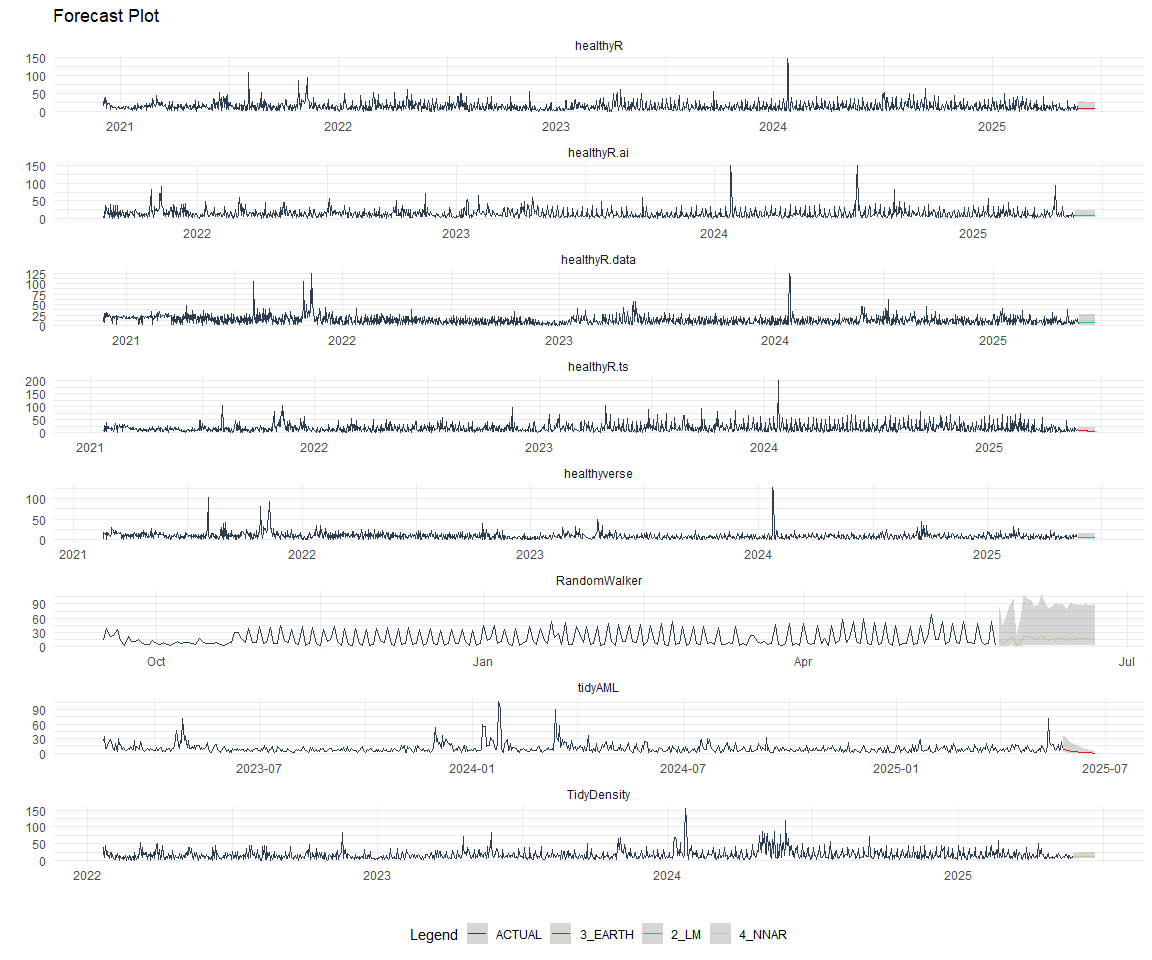 Forecast Plot
healthyR
150
100
50
0
2021 2022 2023 2024 2025
healthyR.ai
150
100
50
0
2022 2023 2024 2025
healthyR.data
125
100
75
50
25
0
2021 2022 2023 2024 2025
healthyR.ts
200
150
100
50
0
2021 2022 2023 2024 2025
healthyverse
100
50
0
2021 2022 2023 2024 2025
RandomWalker
90
60
30
0
Oct Jan Apr Jul
tidyAML
90
60
30
0
2023-07 2024-01 2024-07 2025-01 2025-07
TidyDensity
150
100
50
0
2022 2023 2024 2025
Legend ACTUAL 3_EARTH 2_LM 4_NNAR